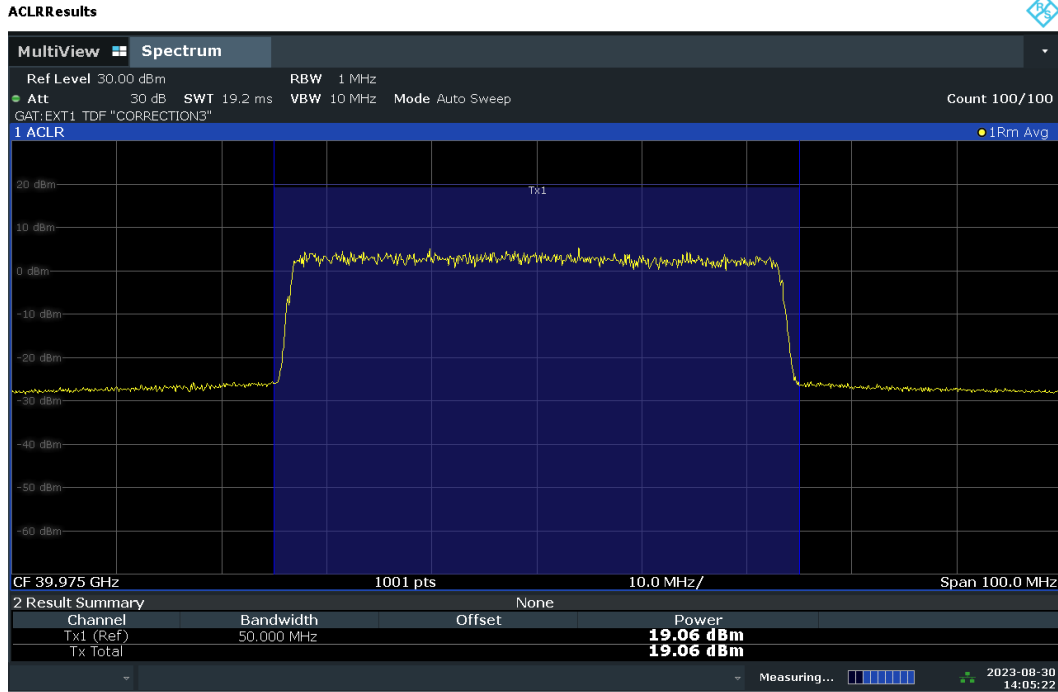 ACLRResults
R&S
MultiView Spectrum
Ref Level 30.00 dBm RBW 1 MHz
Att 30 dB SWT 19.2 ms VBW 10 MHz Mode Auto Sweep Count 100/100
GAT:EXT1 TDF "CORRECTION3"
1 ACLR 1Rm Avg
20 dBm
Tx1
10 dBm
0 dBm
-10 dBm
-20 dBm
-30 dBm
-40 dBm
-50 dBm
-60 dBm
CF 39.975 GHz 1001 pts 10.0 MHz/ Span 100.0 MHz
2 Result Summary None
Channel Bandwidth Offset Power
Tx1 (Ref) 50.000 MHz 19.06 dBm
Tx Total 19.06 dBm
Measuring... 2023-08-30
14:05:22